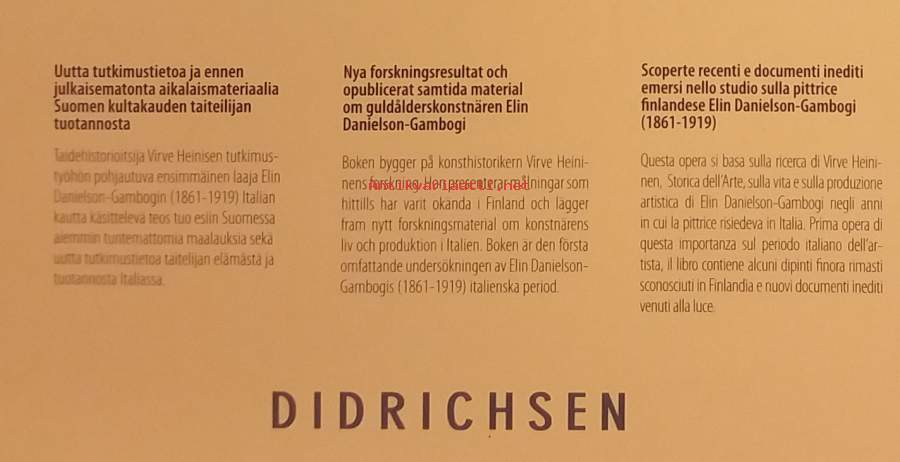 Uutta tutkimustietoa ja ennen
julkaisematonta aikalaismateriaalia
Suomen kultakauden taiteilijan
tuotannosta
Taidehistorioitsija Virve Heinisen tutkimus-
työhön pohjautuva ensimmäinen laaja Elin
Danielson-Gambogin (1861-1919) Italian
kautta käsittelevä teos tuo esiin Suomessa
aiemmin tuntemattomia maalauksia sekä
uutta tutkimustietoa taitelijan elämästä ja
tuotannosta Italiassa.
Nya forskningsresultat och
opublicerat samtida material
om guldålderskonstnären Elin
Danielson-Gambogi
Boken bygger på konsthistorikern Virve Heini-
nens forskning. Hon presenterar målningar som
hittills har varit okända i Finland och lägger
fram nytt forskningsmaterial om konstnärens
liv och produktion i Italien. Boken är den första
omfattande undersökningen av Elin Danielson-
Gambogis (1861-1919) italienska period.
Scoperte recenti e documenti inediti
emersi nello studio sulla pittrice
finlandese Elin Danielson-Gambogi
(1861-1919)
Questa opera si basa sulla ricerca di Virve Heini-
nen, Storica dell'Arte, sulla vita e sulla produzione
artistica di Elin Danielson-Gambogi negli anni
in cui la pittrice risiedeva in Italia. Prima opera di
questa importanza sul periodo italiano dell'ar-
tista, il libro contiene alcuni dipinti finora rimasti
sconosciuti in Finlandia e nuovi documenti inediti
venuti alla luce.
DIDRICHSEN